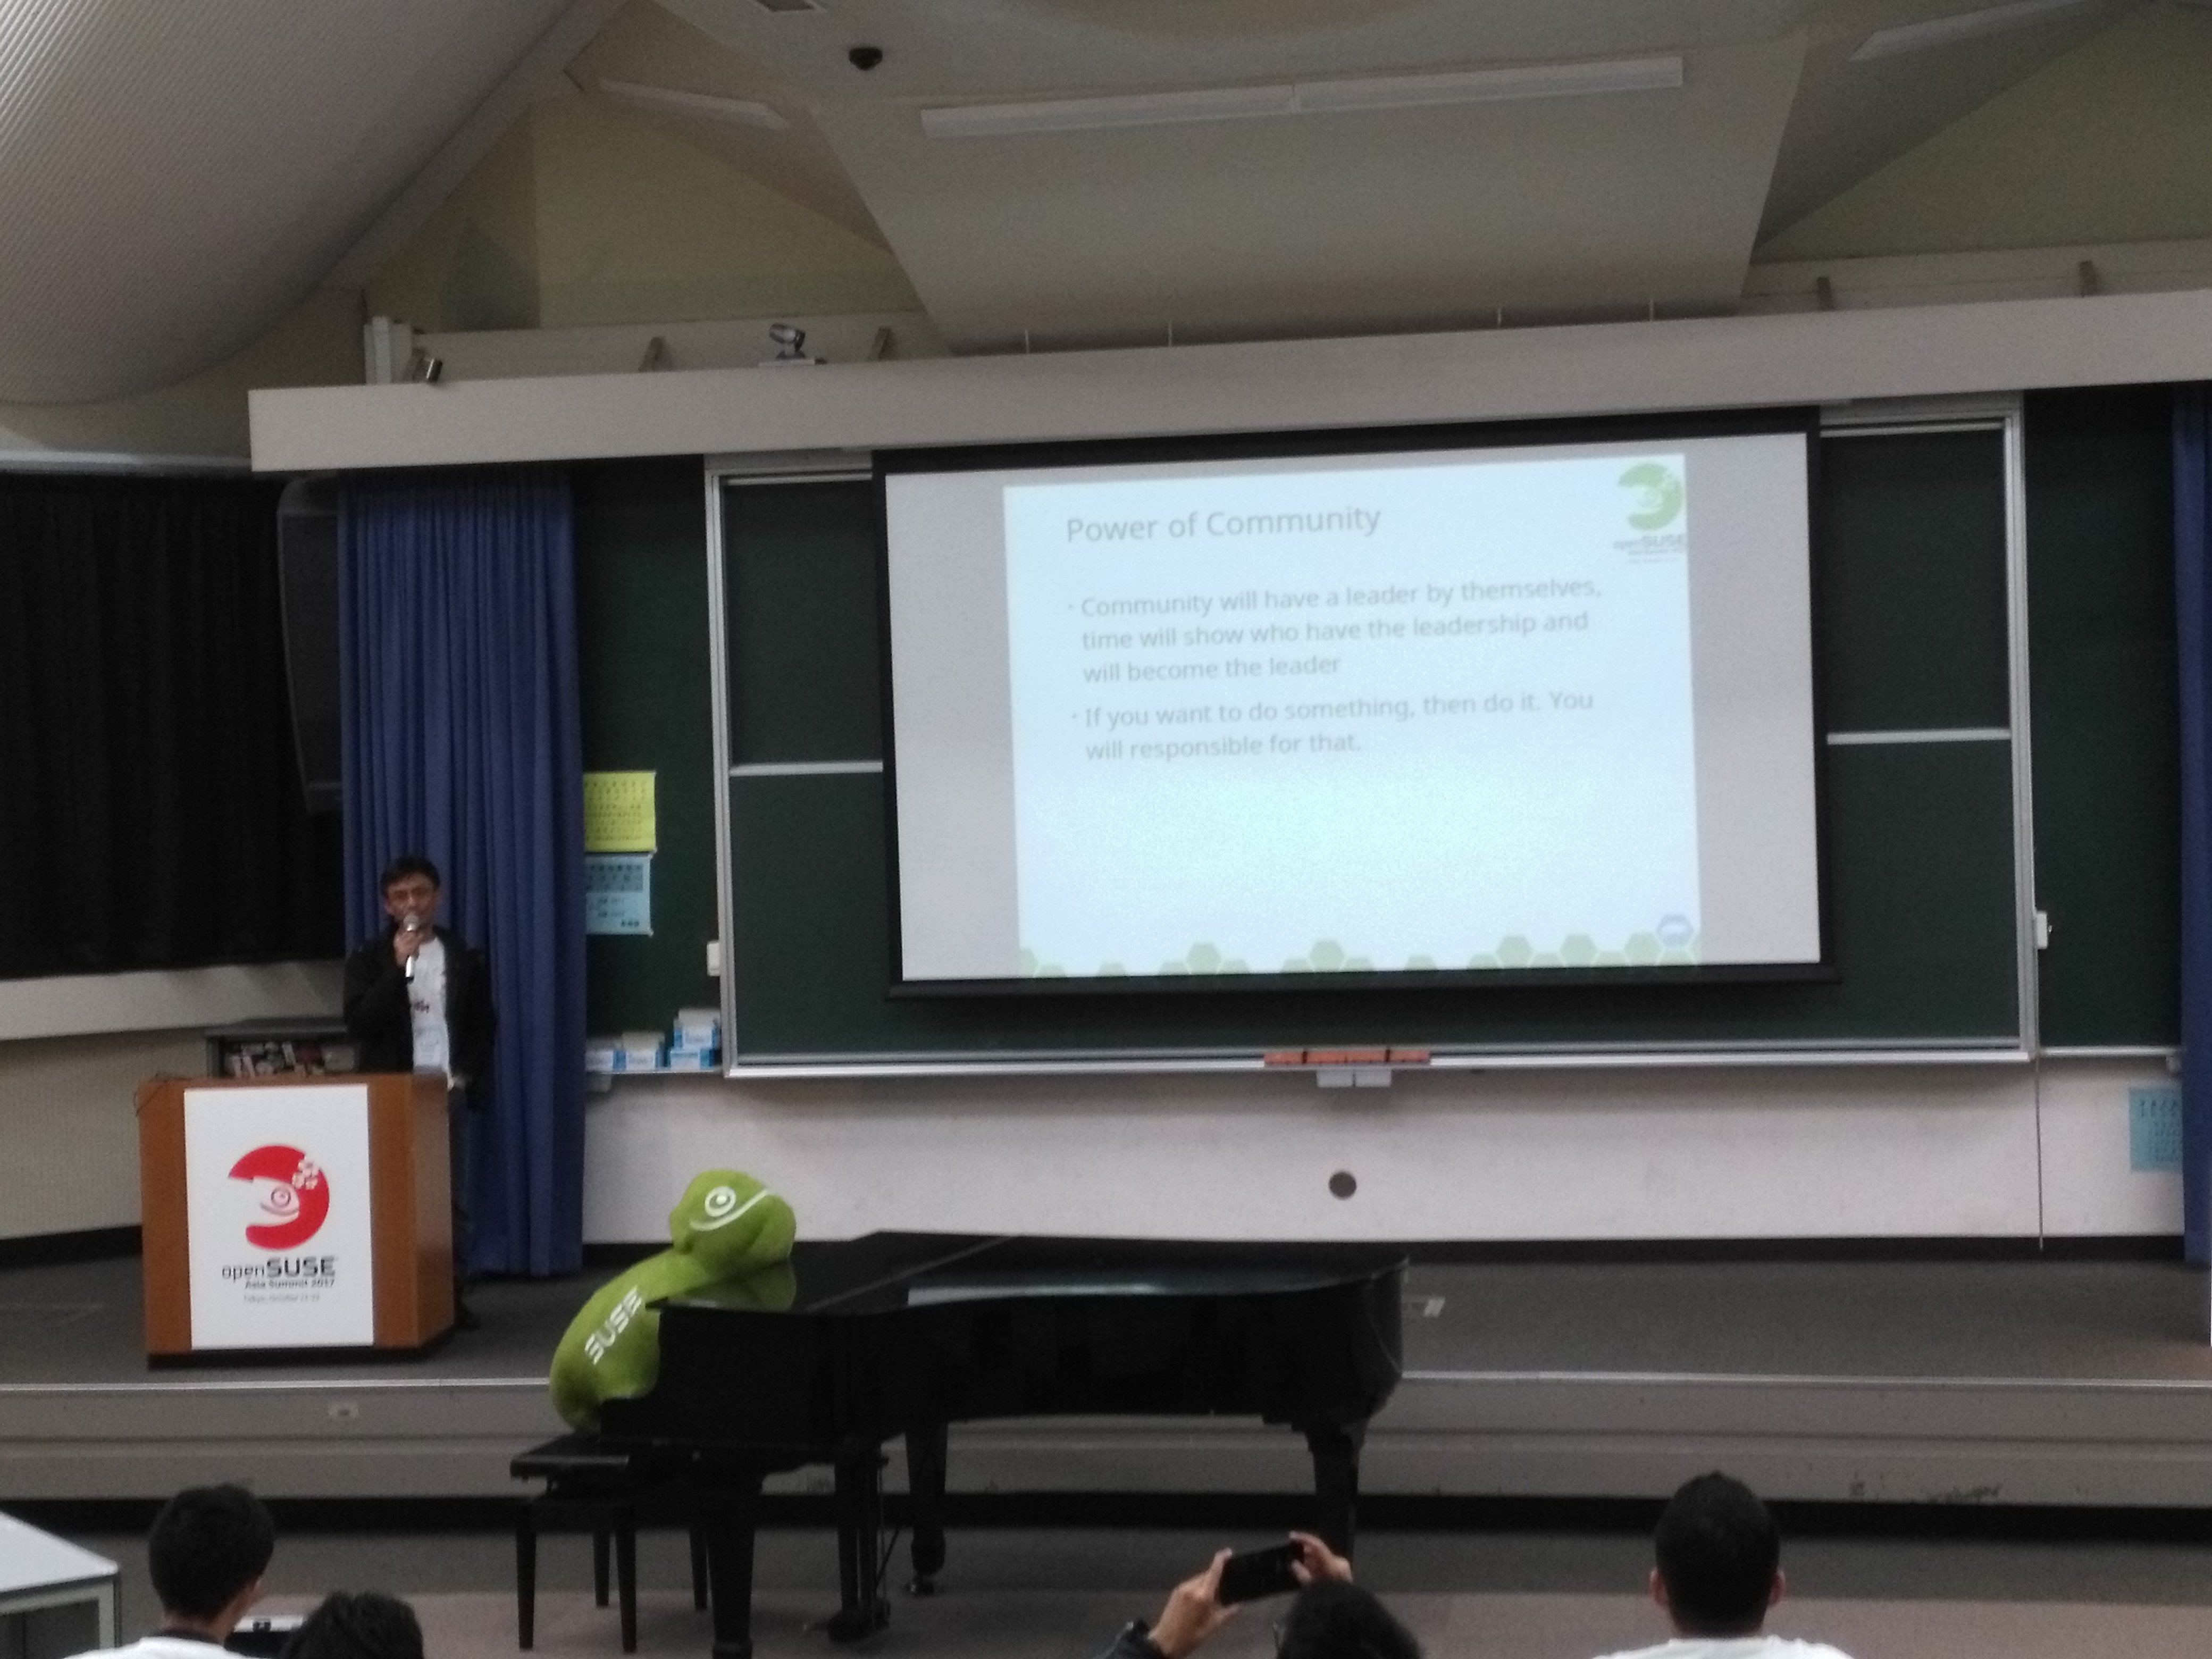 Power of Community
openSUSE
· Community will have a leader by themselves,
time will show who have the leadership and
will become the leader
· If you want to do something, then do it. You
will responsible for that.
openSUSE
Asia Summit 2017
SUSE